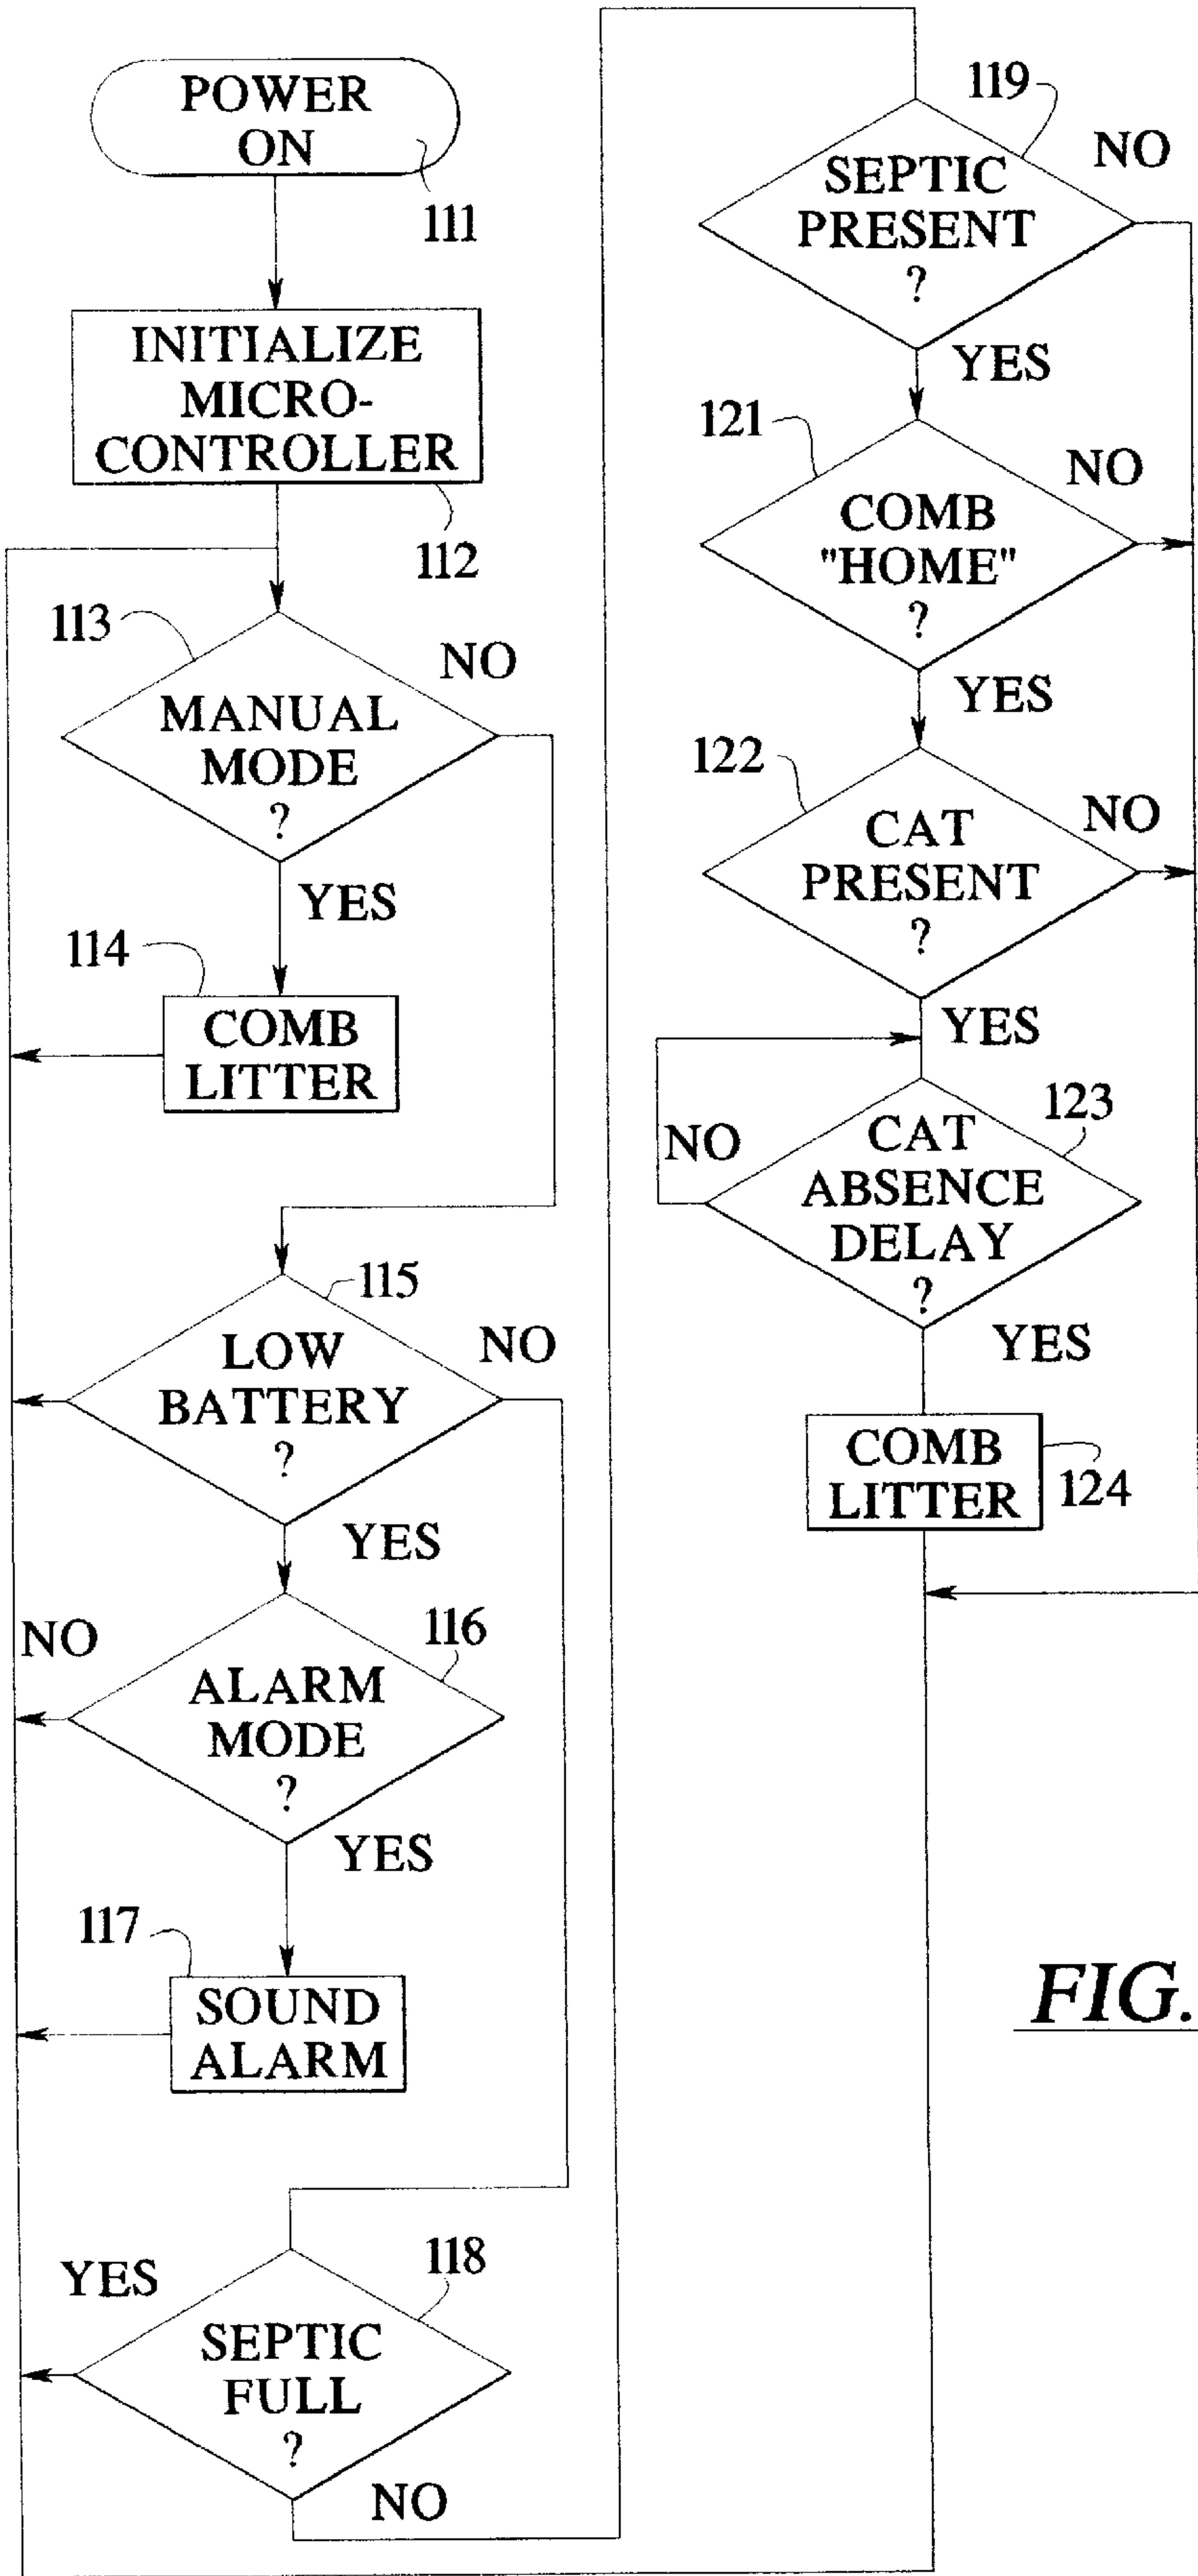 POWER
ON
111
INITIALIZE
MICRO-
CONTROLLER
112
113
NO
MANUAL
MODE
?
YES
114
COMB
LITTER
115
NO
LOW
BATTERY
?
YES
NO
116
ALARM
MODE
?
YES
117
SOUND
ALARM
YES
118
SEPTIC
FULL
?
NO
119
NO
SEPTIC
PRESENT
?
YES
121
NO
COMB
"HOME"
?
YES
122
NO
CAT
PRESENT
?
YES
NO
123
CAT
ABSENCE
DELAY
?
YES
COMB
LITTER
124
FIG.